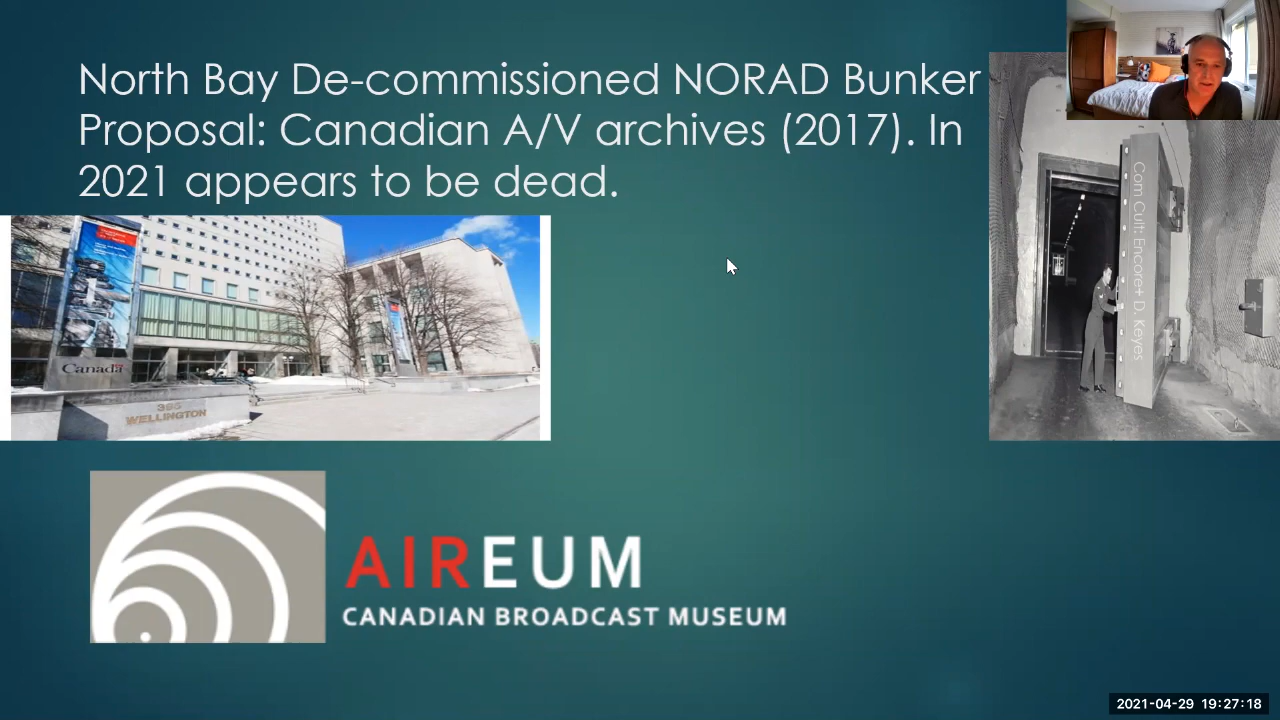 North Bay De-commissioned NORAD Bunker
Proposal: Canadian A/V archives (2017). In
2021 appears to be dead.
Com Cult: Encore+ D. Keyes
Canada
395
WELLINGTON
AIREUM
CANADIAN BROADCAST MUSEUM
2021-04-29 19:27:18